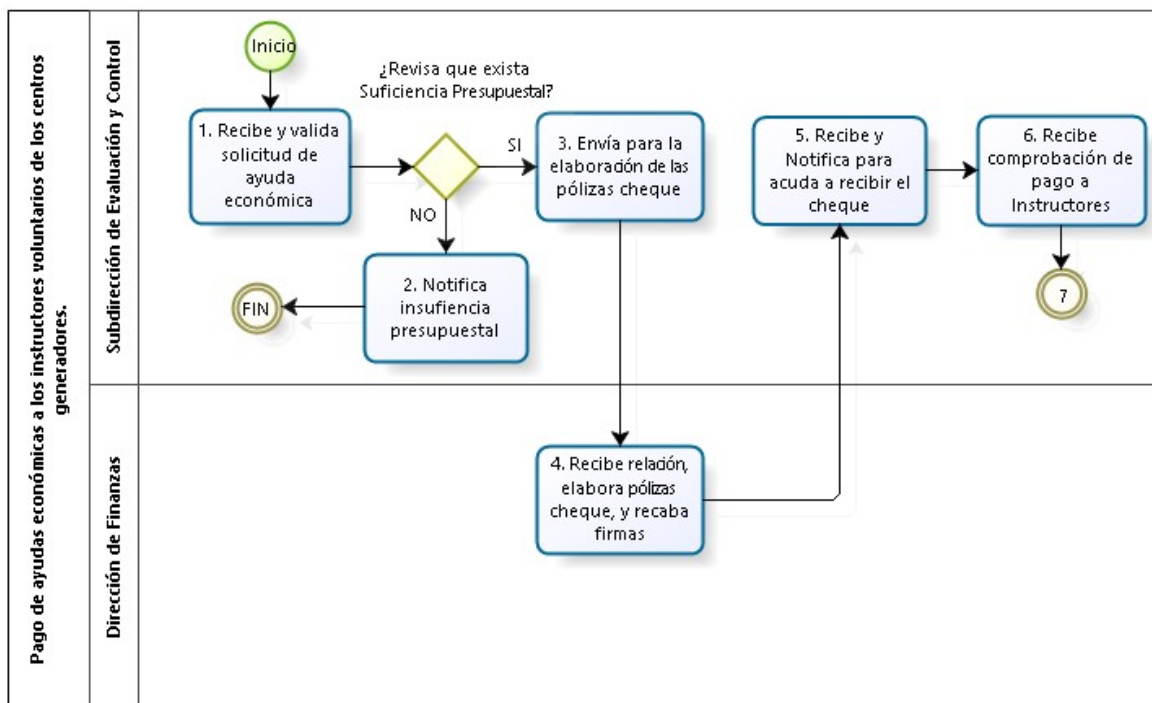 Pago de ayudas económicas a los instructores voluntarios de los centros
generadores.
Subdirección de Evaluación y Control
Inicio
¿Revisa que exista
Suficiencia Presupuestal?
1. Recibe y valida
solicitud de
ayuda
económica
SI
NO
3. Envía para la
elaboración de las
pólizas cheque
5. Recibe y
Notifica para
acuda a recibir el
cheque
6. Recibe
comprobación de
pago a
Instructores
2. Notifica
insufiencia
presupuestal
FIN
7
Dirección de Finanzas
4. Recibe relación,
elabora pólizas
cheque, y recaba
firmas